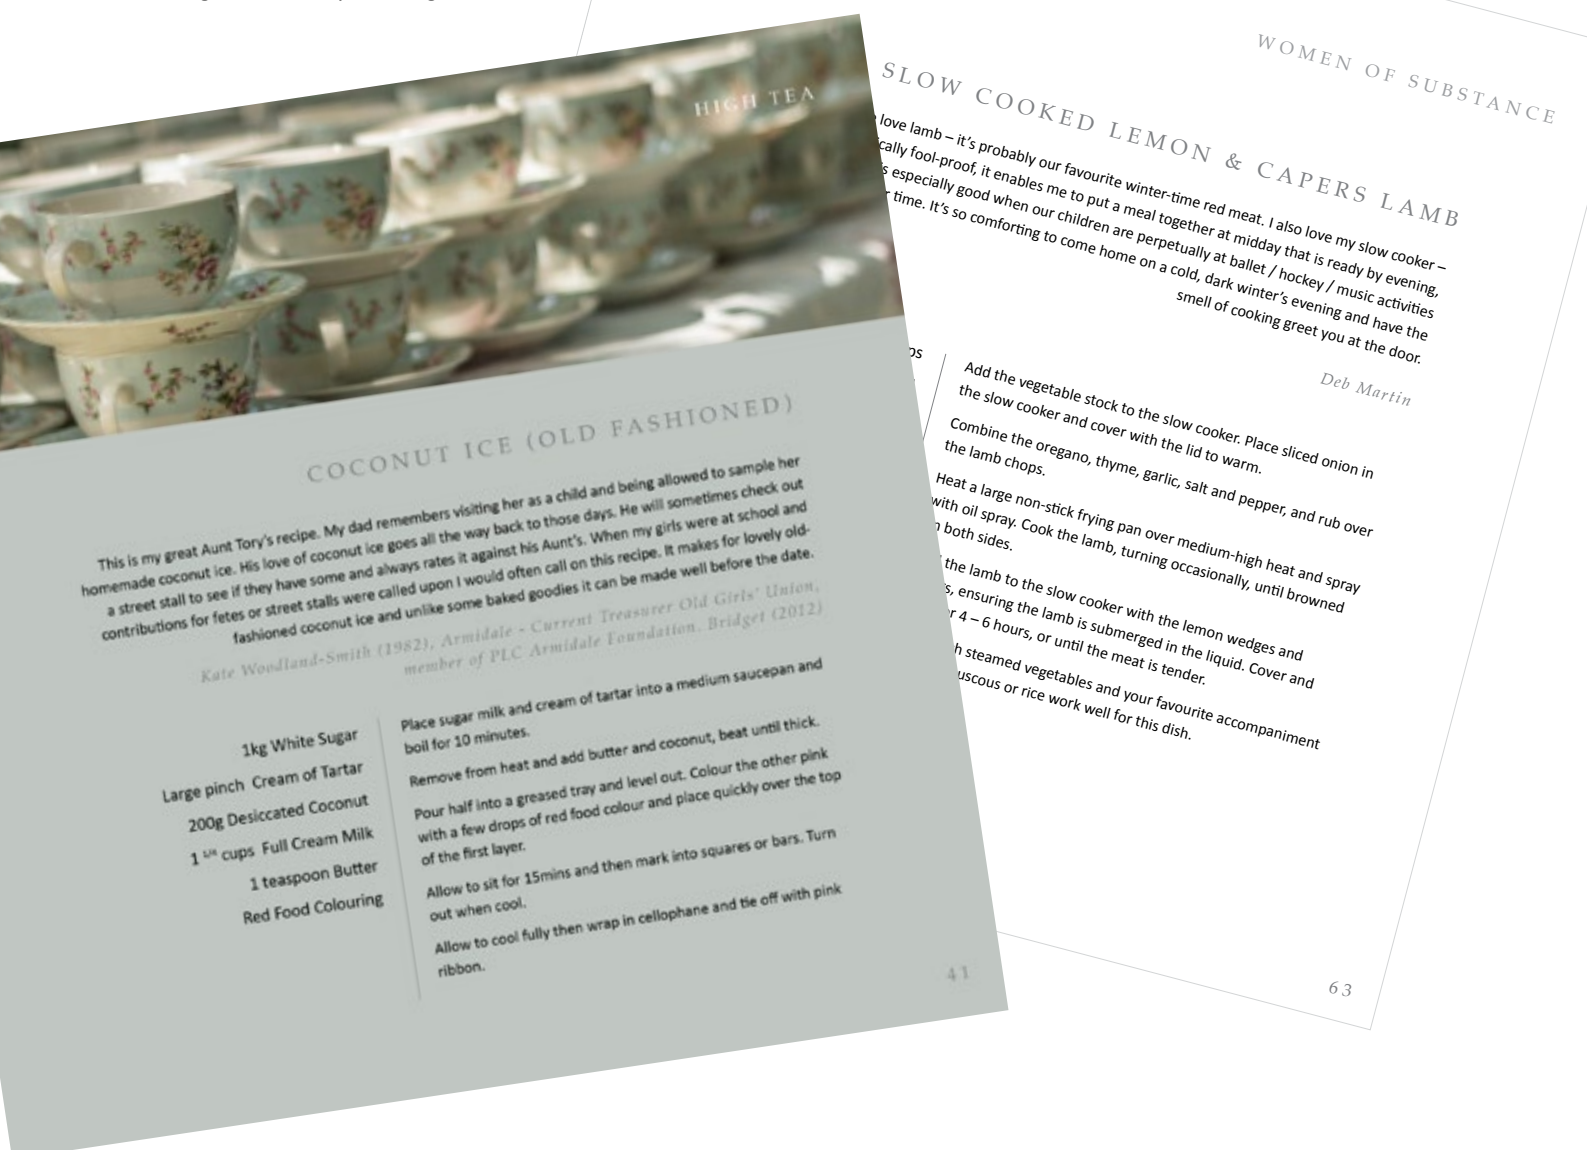 HIGH TEA
COCONUT ICE (OLD FASHIONED)
This is my great Aunt Tory's recipe. My dad remembers visiting her as a child and being allowed to sample her
homemade coconut ice. His love of coconut ice goes all the way back to those days. He will sometimes check out
a street stall to see if they have some and always rates it against his Aunt's. When my girls were at school and
contributions for fetes or street stalls were called upon I would often call on this recipe. It makes for lovely old-
fashioned coconut ice and unlike some baked goodies it can be made well before the date.
Kate Woodland-Smith (1982), Armidale - Current Treasurer Old Girls' Union,
member of PLC Armidale Foundation. Bridget (2012)
1kg White Sugar
Large pinch Cream of Tartar
200g Desiccated Coconut
1 cups Full Cream Milk
1 teaspoon Butter
Red Food Colouring
Place sugar milk and cream of tartar into a medium saucepan and
boil for 10 minutes.
Remove from heat and add butter and coconut, beat until thick.
Pour half into a greased tray and level out. Colour the other pink
with a few drops of red food colour and place quickly over the top
of the first layer.
Allow to sit for 15mins and then mark into squares or bars. Turn
out when cool.
Allow to cool fully then wrap in cellophane and tie off with pink
ribbon.
41
WOMEN OF SUBSTANCE
SLOW COOKED LEMON & CAPERS LAMB
love lamb – it's probably our favourite winter-time red meat. I also love my slow cooker –
cally fool-proof, it enables me to put a meal together at midday that is ready by evening,
s especially good when our children are perpetually at ballet / hockey / music activities
r time. It's so comforting to come home on a cold, dark winter's evening and have the
smell of cooking greet you at the door.
Deb Martin
ps
Add the vegetable stock to the slow cooker. Place sliced onion in
the slow cooker and cover with the lid to warm.
Combine the oregano, thyme, garlic, salt and pepper, and rub over
the lamb chops.
Heat a large non-stick frying pan over medium-high heat and spray
with oil spray. Cook the lamb, turning occasionally, until browned
n both sides.
the lamb to the slow cooker with the lemon wedges and
s, ensuring the lamb is submerged in the liquid. Cover and
r 4 – 6 hours, or until the meat is tender.
h steamed vegetables and your favourite accompaniment
uscous or rice work well for this dish.
63